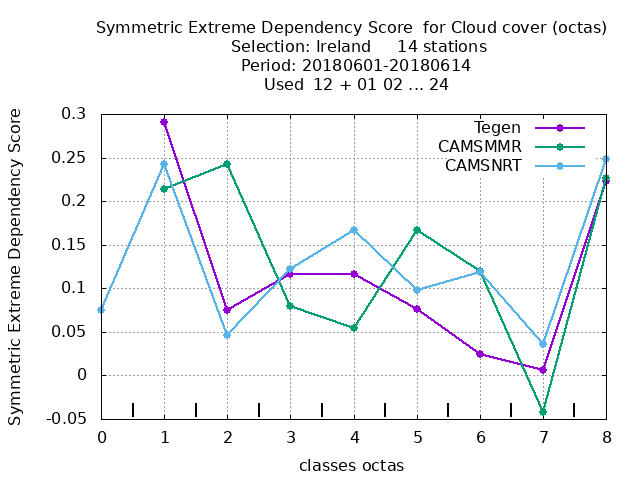 Symmetric Extreme Dependency Score  for Cloud cover (octas)
Selection: Ireland     14 stations
Period: 20180601-20180614
Used  12 + 01 02 ... 24
Symmetric Extreme Dependency Score
0.3
0.25
0.2
0.15
0.1
0.05
0
-0.05
Tegen
CAMSMMR
CAMSNRT
0 1 2 3 4 5 6 7 8
classes octas